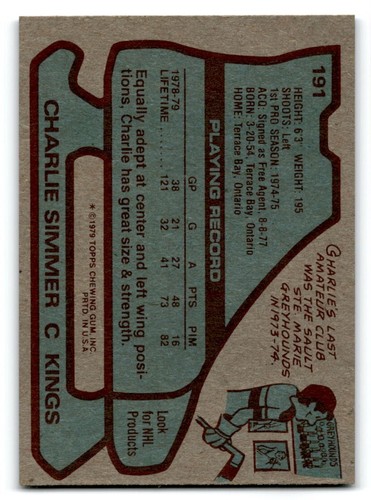 191
HEIGHT: 6'3" WEIGHT: 195
SHOOTS: Left
1st PRO SEASON: 1974-75
ACQ: Signed as Free Agent, 8-8-77
BORN: 3-20-54, Terrace Bay, Ontario
HOME: Terrace Bay, Ontario
CHARLIE'S LAST
AMATEUR CLUB
WAS THE SAULT
STE. MARIE
GREYHOUNDS
IN 1973-74.
GREYHOUNDS
PLAYING RECORD
GP G A PTS PIM
1978-79 38 21 27 48 16
LIFETIME 121 32 41 73 82
Equally adept at center and left wing posi-
tions, Charlie has great size & strength.
Look
for NHL
Products
* ©1979 TOPPS CHEWING GUM, INC.
PRTD. IN U.S.A.
CHARLIE SIMMER C KINGS